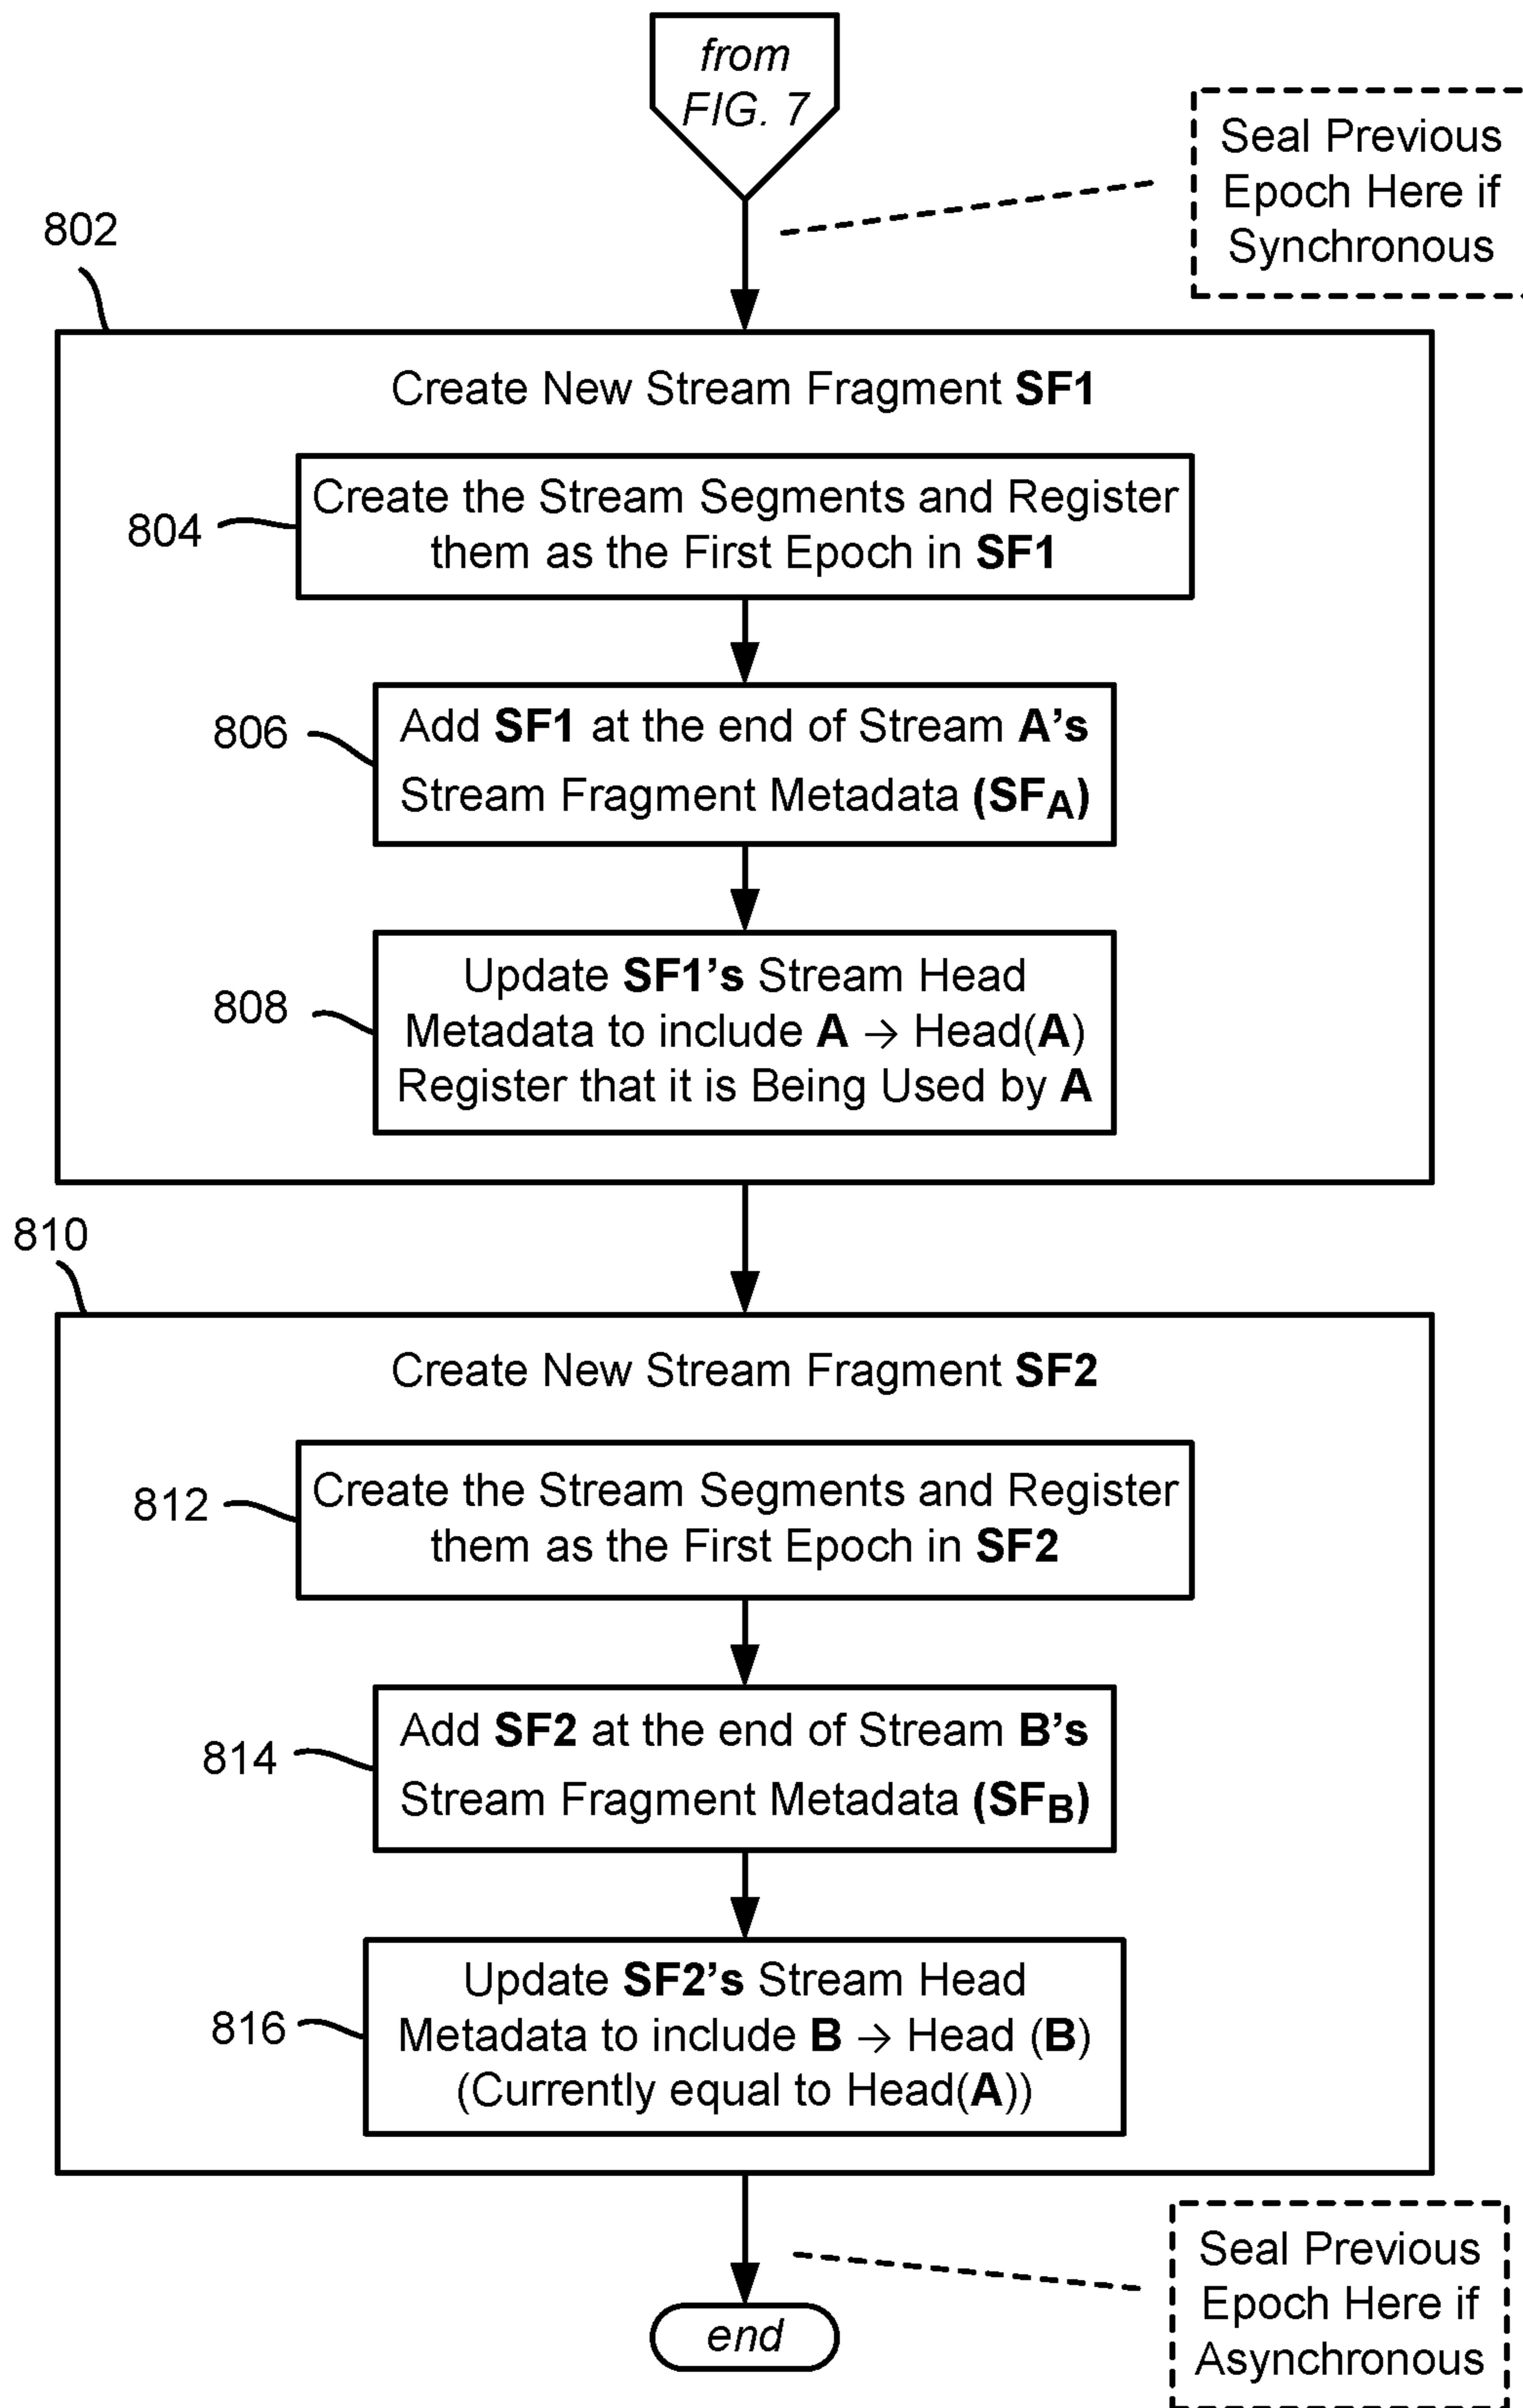 from
FIG. 7
Seal Previous
Epoch Here if
Synchronous
802
Create New Stream Fragment SF1
804
Create the Stream Segments and Register
them as the First Epoch in SF1
806
Add SF1 at the end of Stream A's
Stream Fragment Metadata (SFA)
808
Update SF1's Stream Head
Metadata to include A → Head(A)
Register that it is Being Used by A
810
Create New Stream Fragment SF2
812
Create the Stream Segments and Register
them as the First Epoch in SF2
814
Add SF2 at the end of Stream B's
Stream Fragment Metadata (SFB)
816
Update SF2's Stream Head
Metadata to include B → Head (B)
(Currently equal to Head(A))
Seal Previous
Epoch Here if
Asynchronous
end